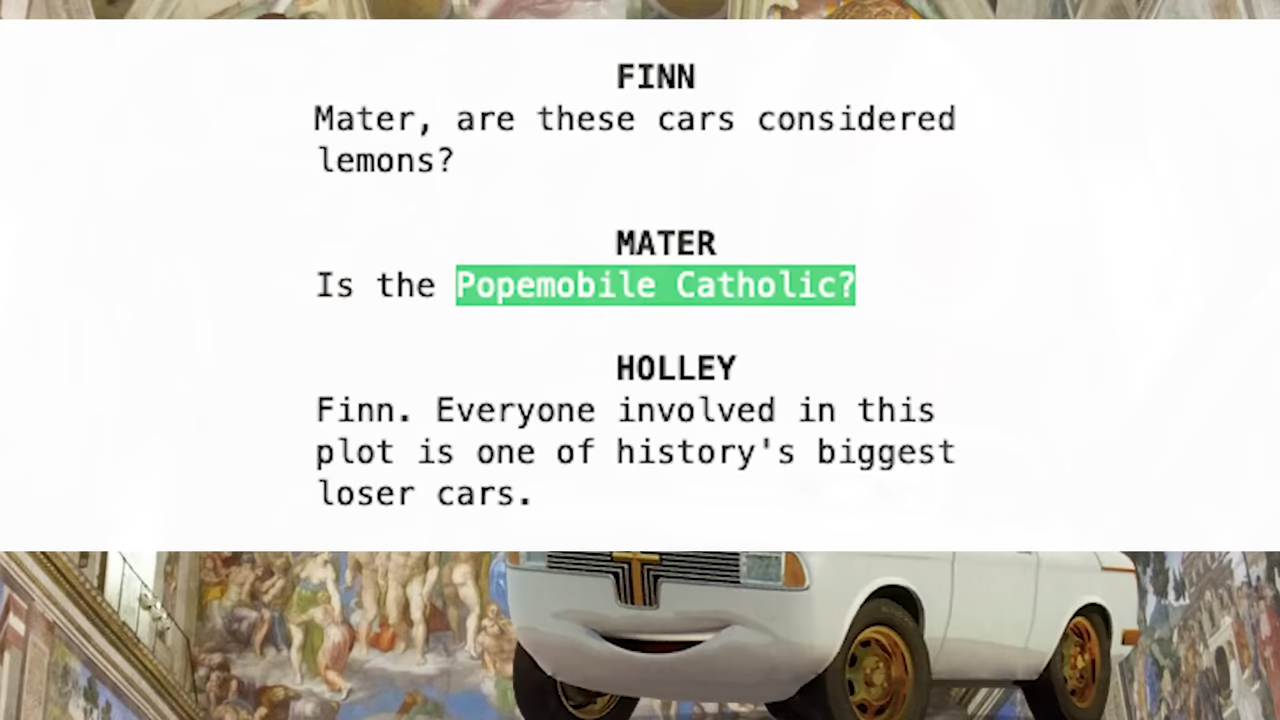 FINN
Mater, are these cars considered
lemons?
MATER
Is the Popemobile Catholic?
HOLLEY
Finn. Everyone involved in this
plot is one of history's biggest
loser cars.